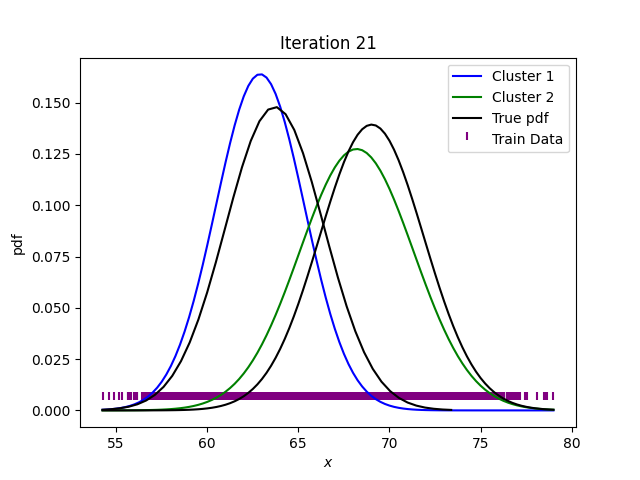 Iteration 21
Cluster 1
Cluster 2
True pdf
Train Data
pdf
0.150
0.125
0.100
0.075
0.050
0.025
0.000
55
60
65
70
75
80
x